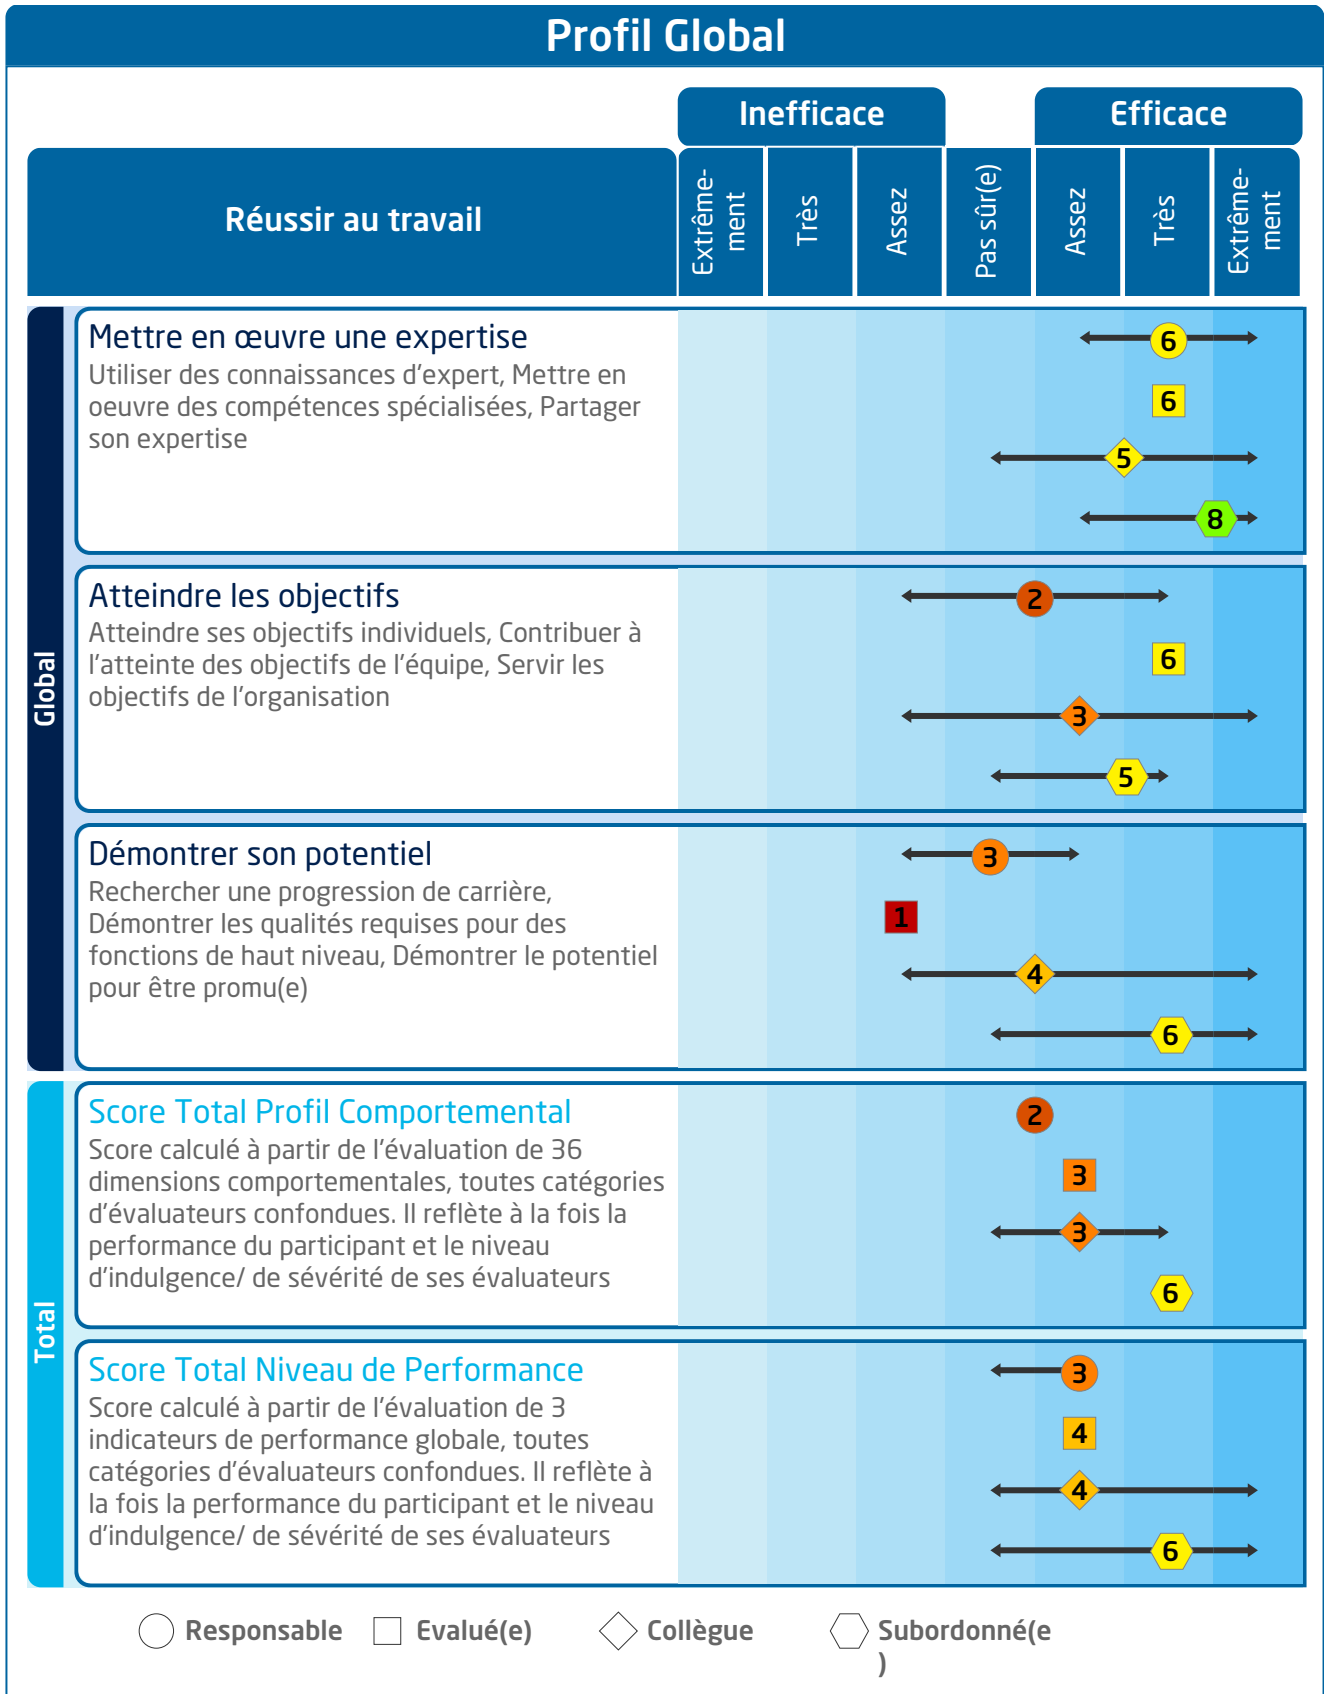 Profil Global
Inefficace
Efficace
Réussir au travail
Extrême-
ment
Très
Assez
Pas sûr(e)
Assez
Très
Extrême-
ment
Global
Mettre en œuvre une expertise
Utiliser des connaissances d'expert, Mettre en
oeuvre des compétences spécialisées, Partager
son expertise
6
6
5
8
Atteindre les objectifs
Atteindre ses objectifs individuels, Contribuer à
l'atteinte des objectifs de l'équipe, Servir les
objectifs de l'organisation
2
6
3
5
Démontrer son potentiel
Rechercher une progression de carrière,
Démontrer les qualités requises pour des
fonctions de haut niveau, Démontrer le potentiel
pour être promu(e)
3
1
4
6
Total
Score Total Profil Comportemental
Score calculé à partir de l'évaluation de 36
dimensions comportementales, toutes catégories
d'évaluateurs confondues. Il reflète à la fois la
performance du participant et le niveau
d'indulgence/ de sévérité de ses évaluateurs
2
3
3
6
Score Total Niveau de Performance
Score calculé à partir de l'évaluation de 3
indicateurs de performance globale, toutes
catégories d'évaluateurs confondues. Il reflète à
la fois la performance du participant et le niveau
d'indulgence/ de sévérité de ses évaluateurs
3
4
4
6
Responsable
Evalué(e)
Collègue
Subordonné(e
)